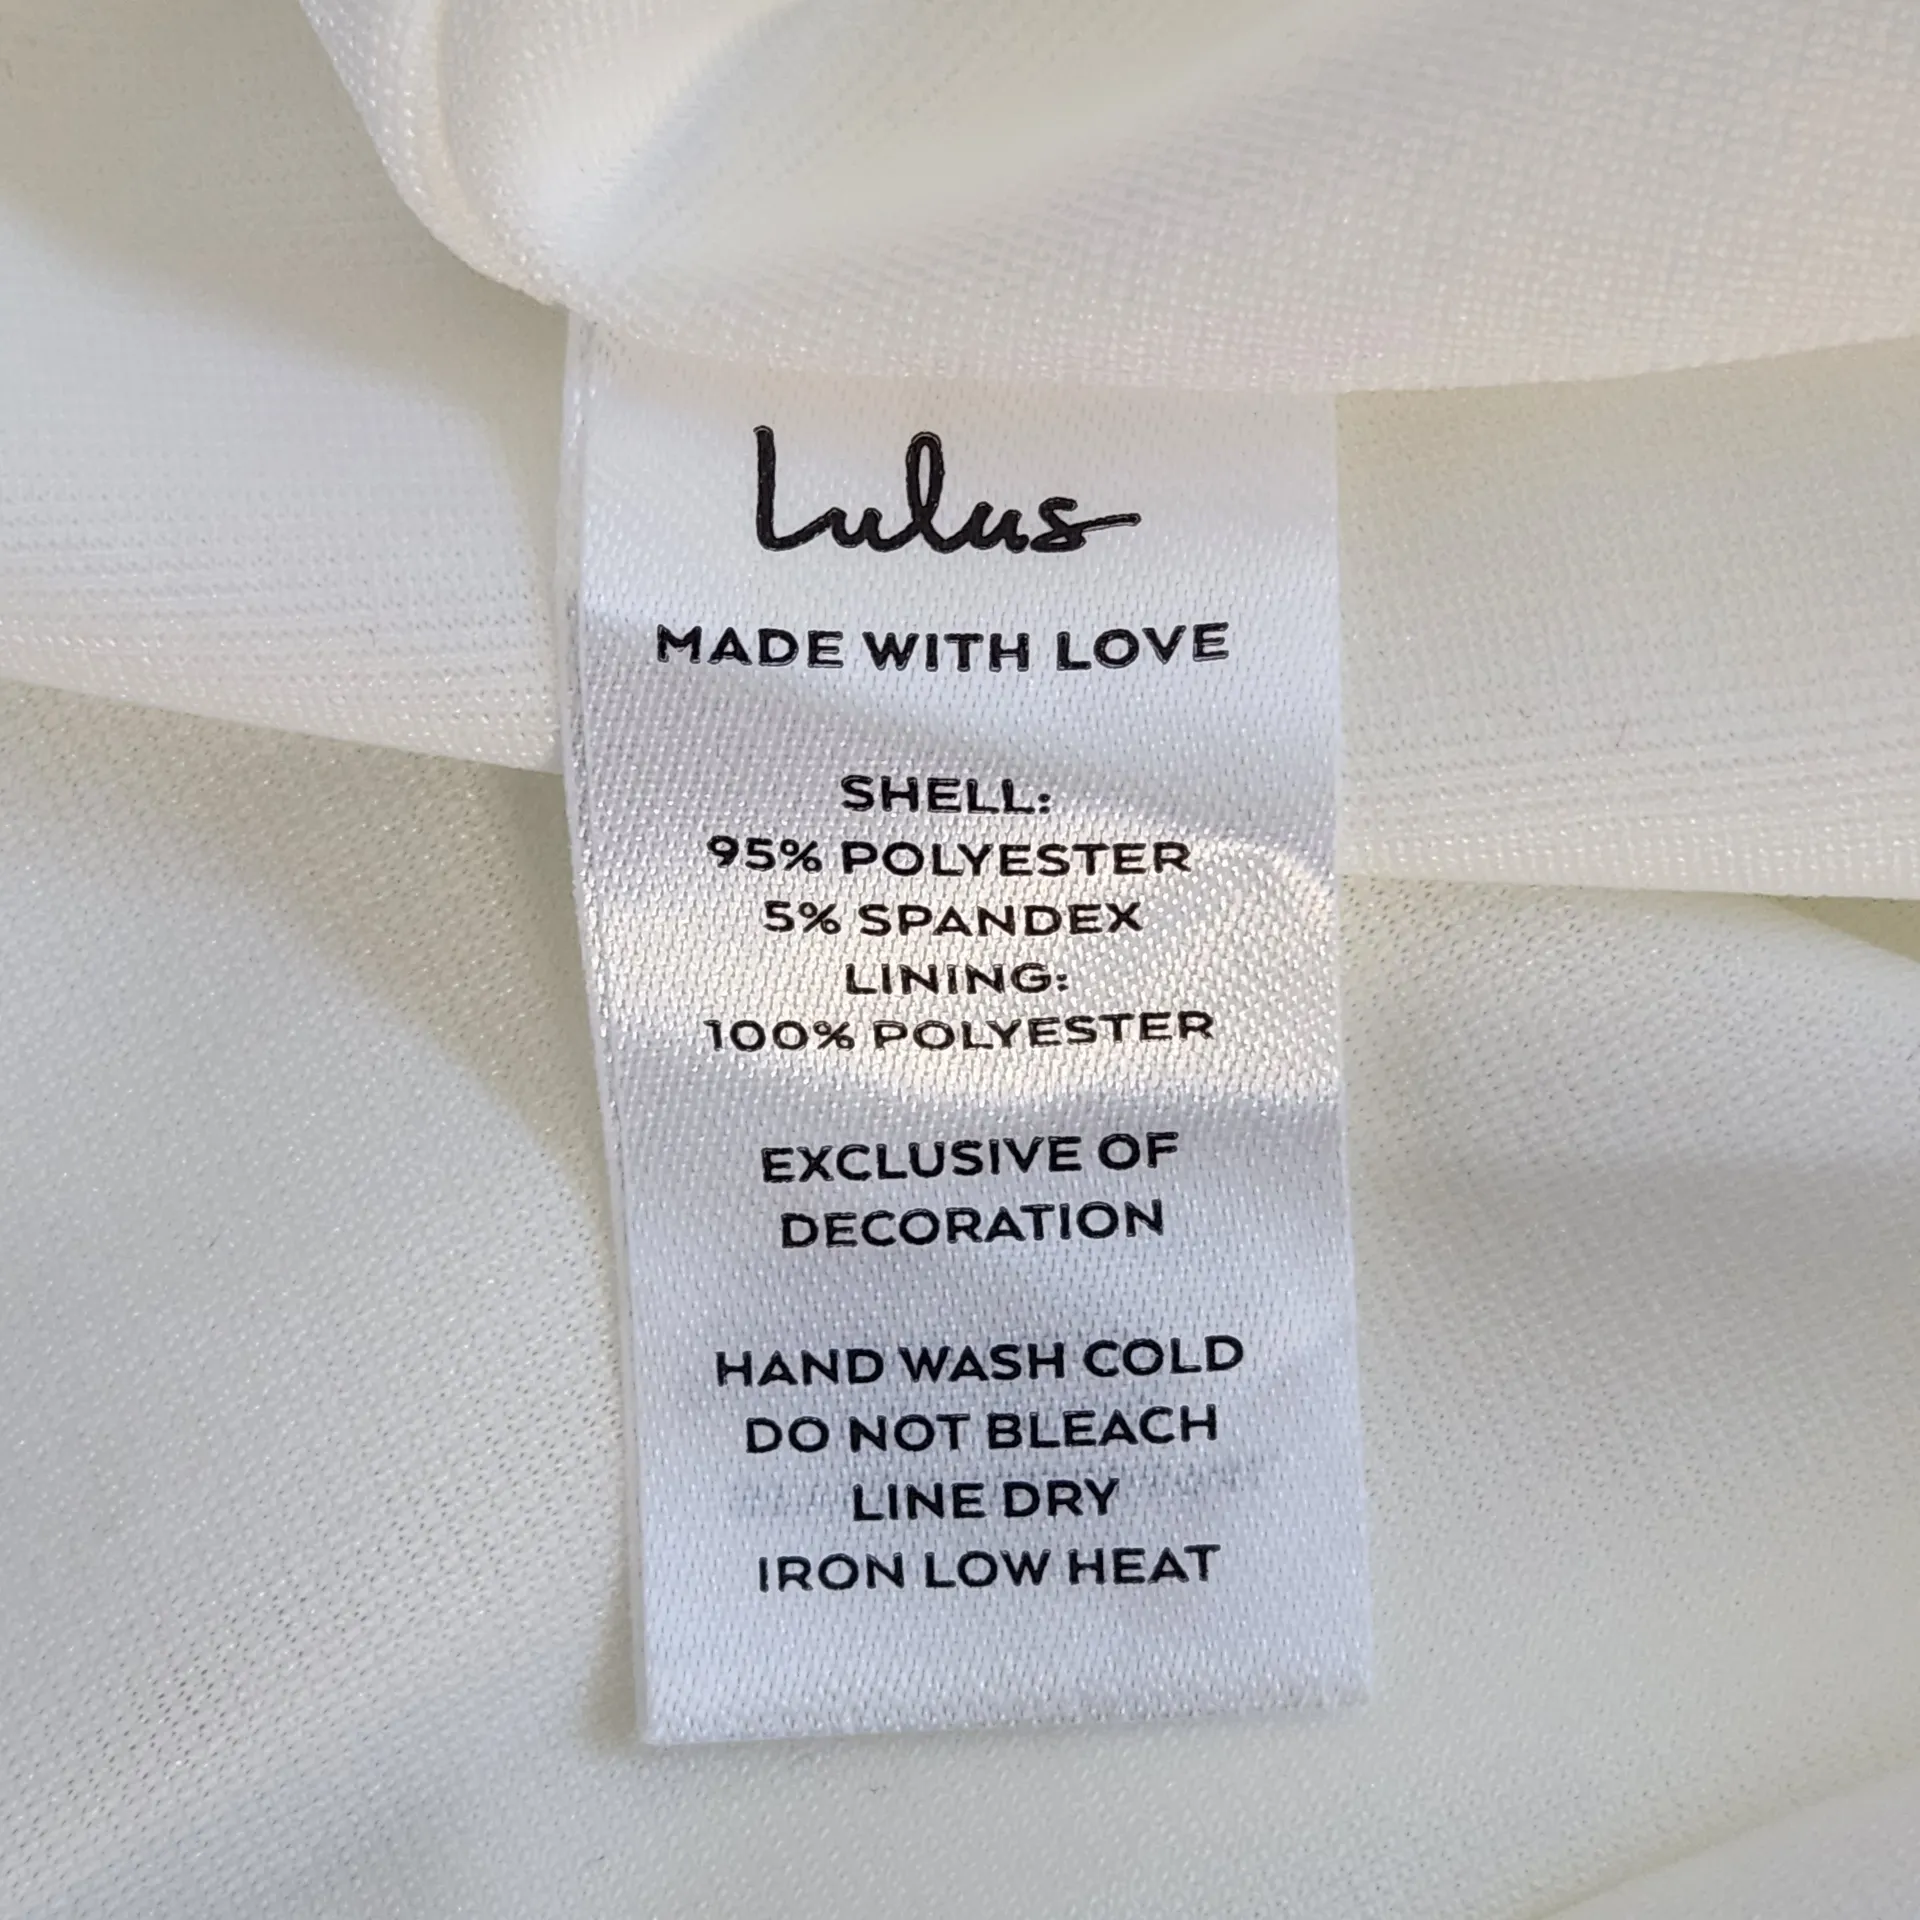 Lulus
MADE WITH LOVE
SHELL:
95% POLYESTER
5% SPANDEX
LINING:
100% POLYESTER
EXCLUSIVE OF
DECORATION
HAND WASH COLD
DO NOT BLEACH
LINE DRY
IRON LOW HEAT